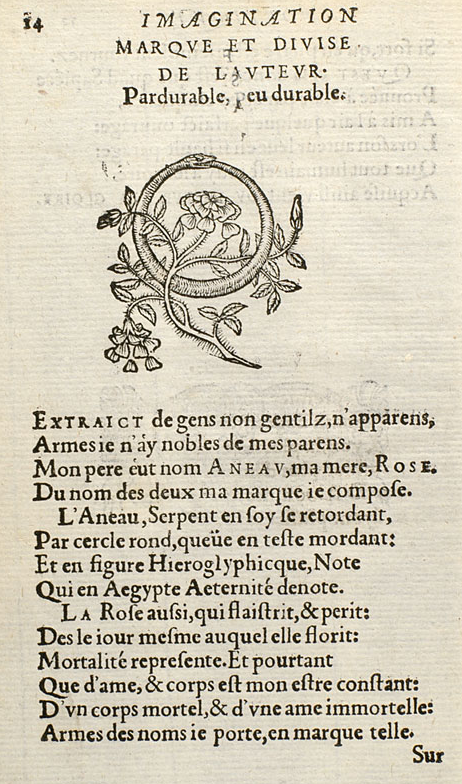 14 IMAGINATION
MARQVE ET DIVISE
DE LAVTEVR.
Pardurable, peu durable.
EXTRAICT de gens non gentilz, n'apparens,
Armes ie n'ay nobles de mes parens.
Mon pere eut nom ANEAV, ma mere, ROSE.
Du nom des deux ma marque ie compoſe.
L'Aneau, Serpent en ſoy ſe retordant,
Par cercle rond, queüe en teſte mordant:
Et en figure Hieroglyphicque, Note
Qui en Aegypte Aeternité denote.
LA Roſe auſsi, qui flaiſtrit, & perit:
Des le iour meſme auquel elle florit:
Mortalité repreſente. Et pourtant
Que d'ame, & corps eſt mon eſtre conſtant:
D'vn corps mortel, & d'vne ame immortelle:
Armes des noms ie porte, en marque telle.
Sur